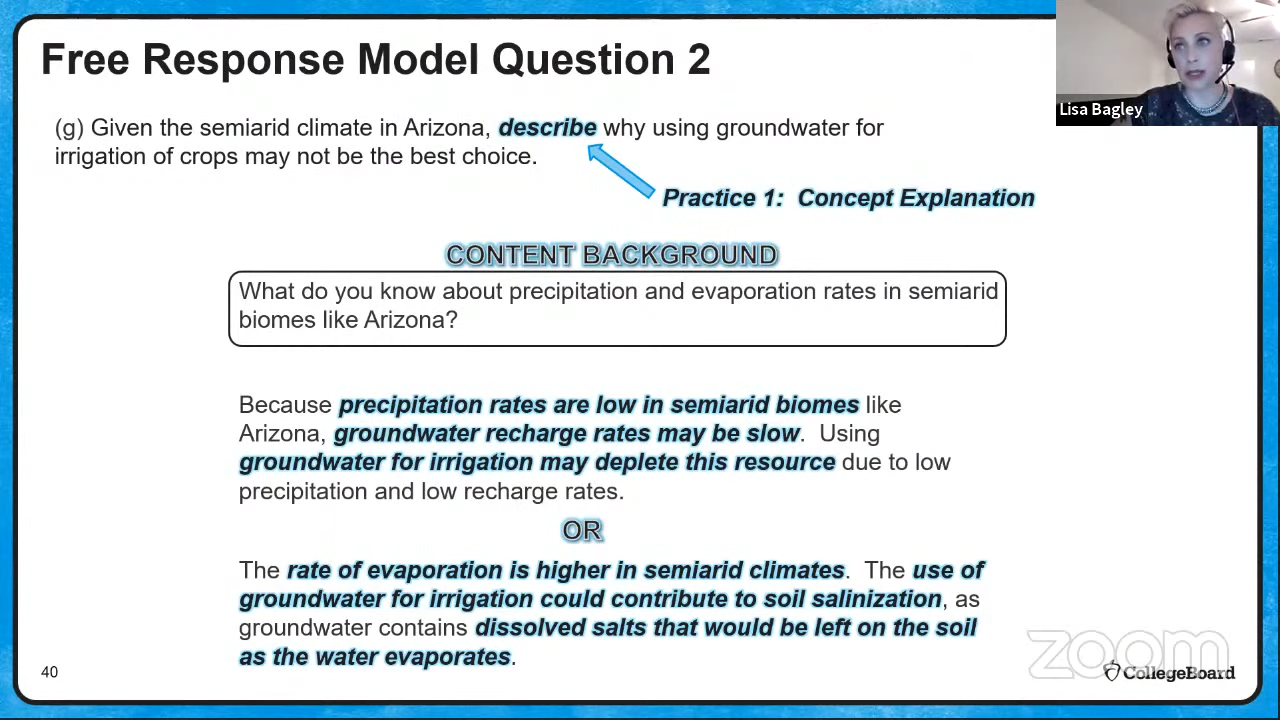 Free Response Model Question 2
Lisa Bagley
(g) Given the semiarid climate in Arizona, describe why using groundwater for
irrigation of crops may not be the best choice.
Practice 1: Concept Explanation
CONTENT BACKGROUND
What do you know about precipitation and evaporation rates in semiarid
biomes like Arizona?
Because precipitation rates are low in semiarid biomes like
Arizona, groundwater recharge rates may be slow. Using
groundwater for irrigation may deplete this resource due to low
precipitation and low recharge rates.
OR
The rate of evaporation is higher in semiarid climates. The use of
groundwater for irrigation could contribute to soil salinization, as
groundwater contains dissolved salts that would be left on the soil
as the water evaporates.
zoom
40
CollegeBoard